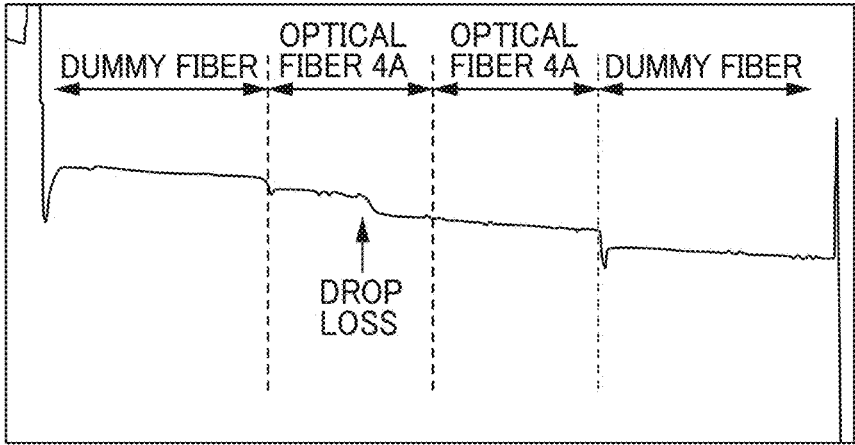 DUMMY FIBER
OPTICAL
FIBER 4A
OPTICAL
FIBER 4A
DUMMY FIBER
DROP
LOSS